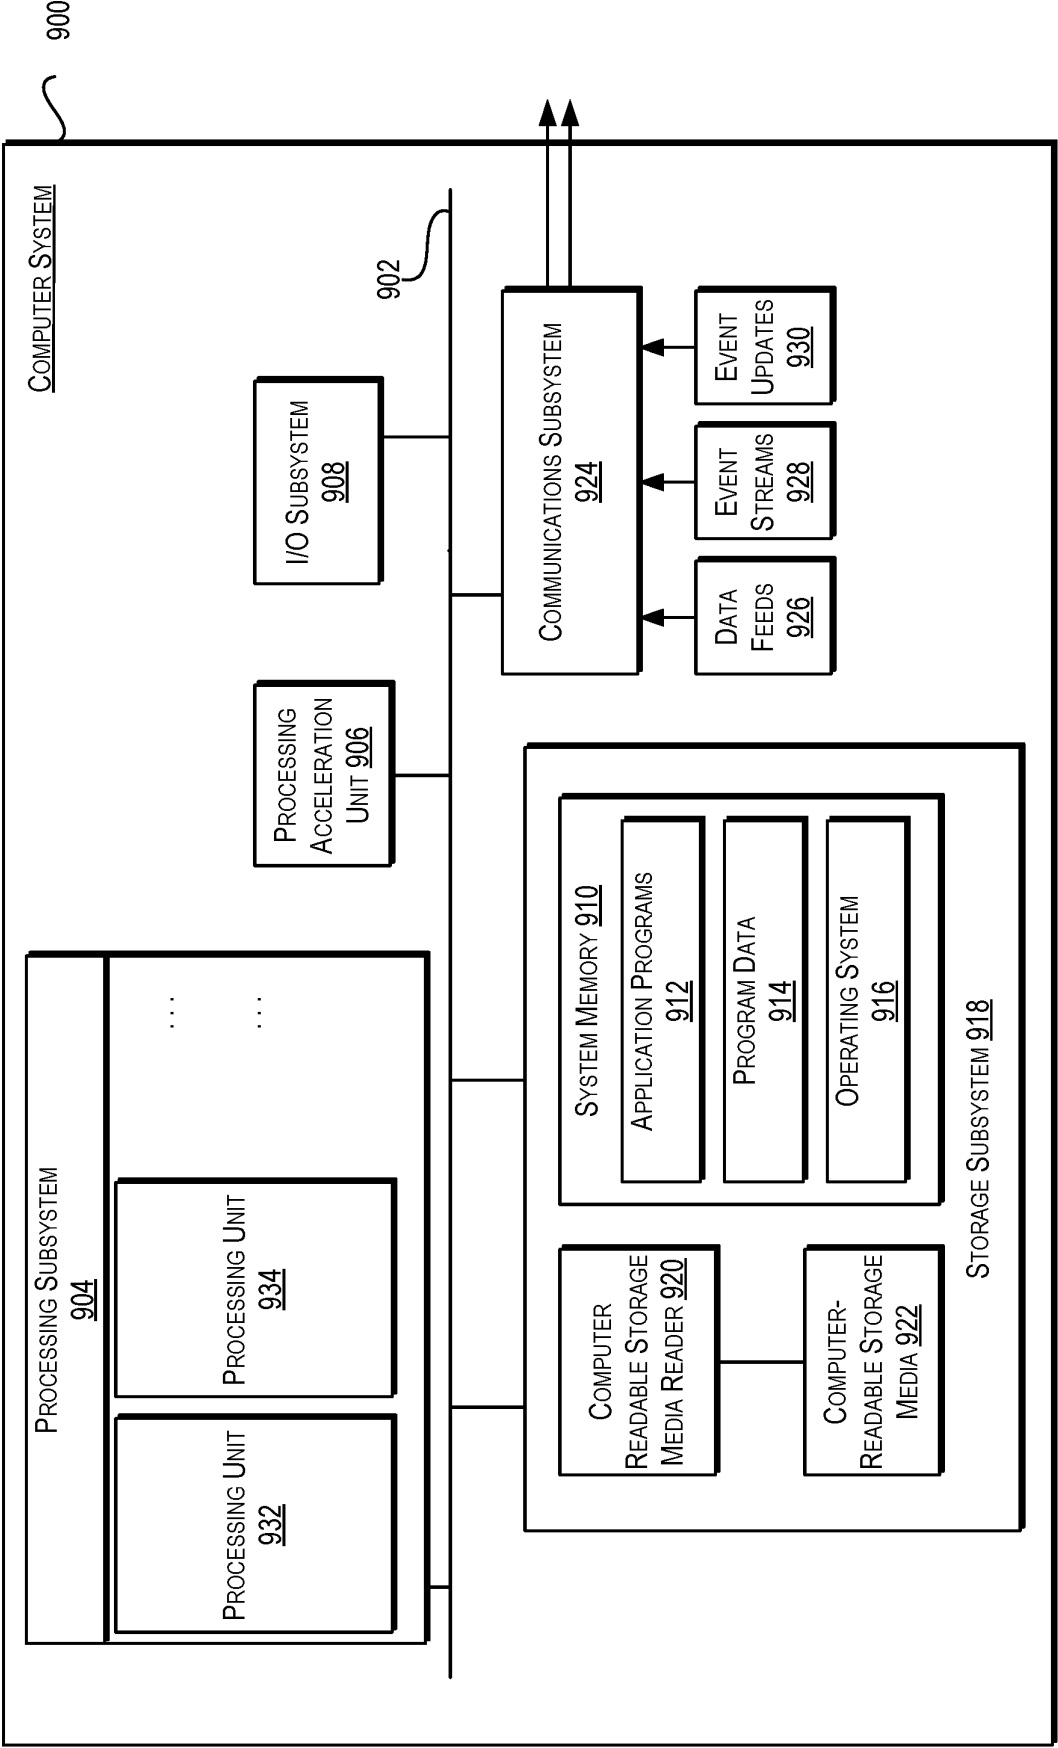 900
COMPUTER SYSTEM
PROCESSING SUBSYSTEM
904
PROCESSING UNIT
932
PROCESSING UNIT
934
. . .
. . .
PROCESSING
ACCELERATION
UNIT 906
I/O SUBSYSTEM
908
902
COMPUTER
READABLE STORAGE
MEDIA READER 920
COMPUTER-
READABLE STORAGE
MEDIA 922
SYSTEM MEMORY 910
APPLICATION PROGRAMS
912
PROGRAM DATA
914
OPERATING SYSTEM
916
STORAGE SUBSYSTEM 918
COMMUNICATIONS SUBSYSTEM
924
DATA
FEEDS
926
EVENT
STREAMS
928
EVENT
UPDATES
930